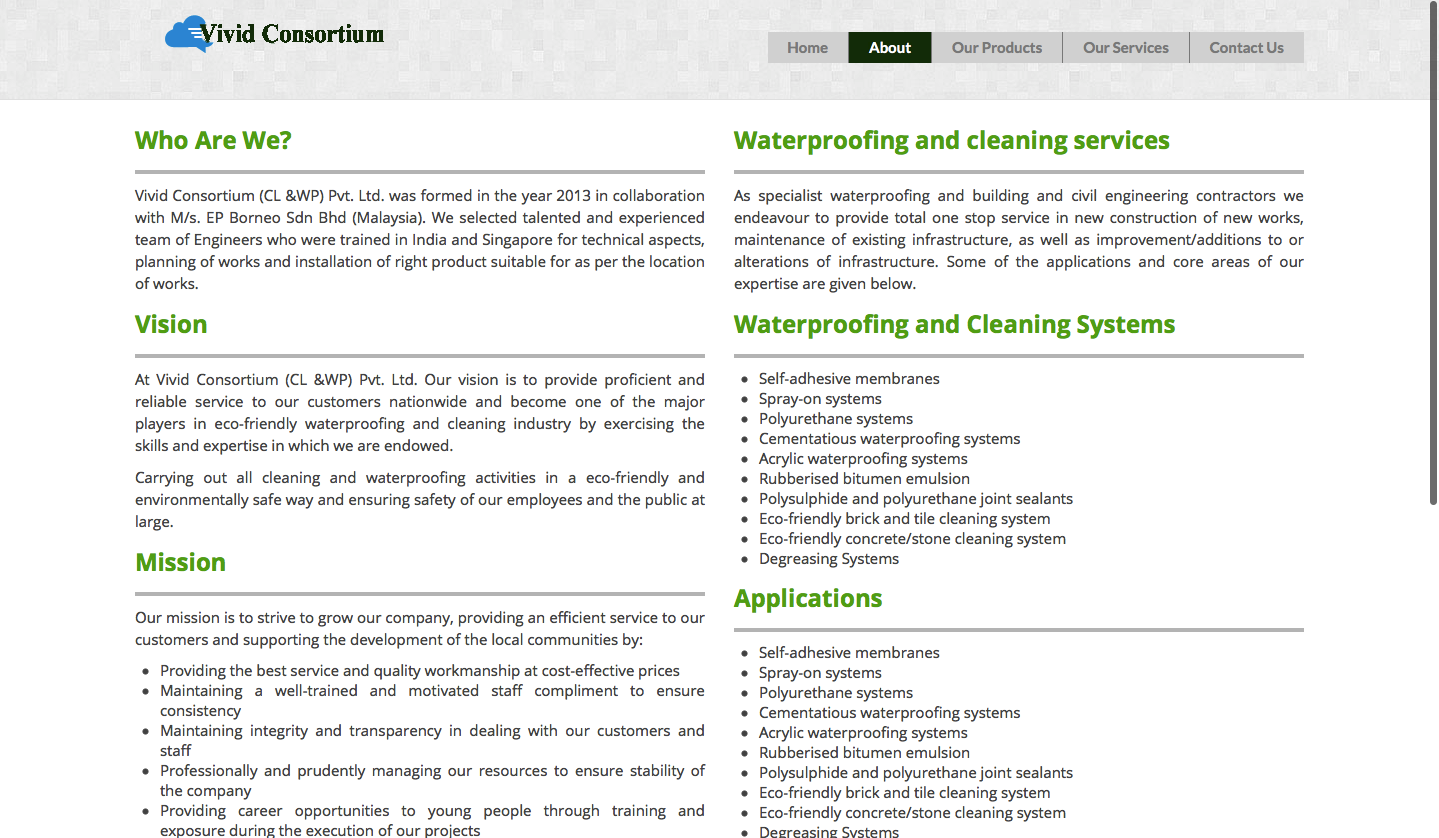 Vivid Consortium
Home
About
Our Products
Our Services
Contact Us
Who Are We?
Vivid Consortium (CL &WP) Pvt. Ltd. was formed in the year 2013 in collaboration
with M/s. EP Borneo Sdn Bhd (Malaysia). We selected talented and experienced
team of Engineers who were trained in India and Singapore for technical aspects,
planning of works and installation of right product suitable for as per the location
of works.
Vision
At Vivid Consortium (CL &WP) Pvt. Ltd. Our vision is to provide proficient and
reliable service to our customers nationwide and become one of the major
players in eco-friendly waterproofing and cleaning industry by exercising the
skills and expertise in which we are endowed.
Carrying out all cleaning and waterproofing activities in a eco-friendly and
environmentally safe way and ensuring safety of our employees and the public at
large.
Mission
Our mission is to strive to grow our company, providing an efficient service to our
customers and supporting the development of the local communities by:
Providing the best service and quality workmanship at cost-effective prices
Maintaining a well-trained and motivated staff compliment to ensure
consistency
Maintaining integrity and transparency in dealing with our customers and
staff
Professionally and prudently managing our resources to ensure stability of
the company
Providing career opportunities to young people through training and
exposure during the execution of our projects
Waterproofing and cleaning services
As specialist waterproofing and building and civil engineering contractors we
endeavour to provide total one stop service in new construction of new works,
maintenance of existing infrastructure, as well as improvement/additions to or
alterations of infrastructure. Some of the applications and core areas of our
expertise are given below.
Waterproofing and Cleaning Systems
Self-adhesive membranes
Spray-on systems
Polyurethane systems
Cementatious waterproofing systems
Acrylic waterproofing systems
Rubberised bitumen emulsion
Polysulphide and polyurethane joint sealants
Eco-friendly brick and tile cleaning system
Eco-friendly concrete/stone cleaning system
Degreasing Systems
Applications
Self-adhesive membranes
Spray-on systems
Polyurethane systems
Cementatious waterproofing systems
Acrylic waterproofing systems
Rubberised bitumen emulsion
Polysulphide and polyurethane joint sealants
Eco-friendly brick and tile cleaning system
Eco-friendly concrete/stone cleaning system
Degreasing Systems